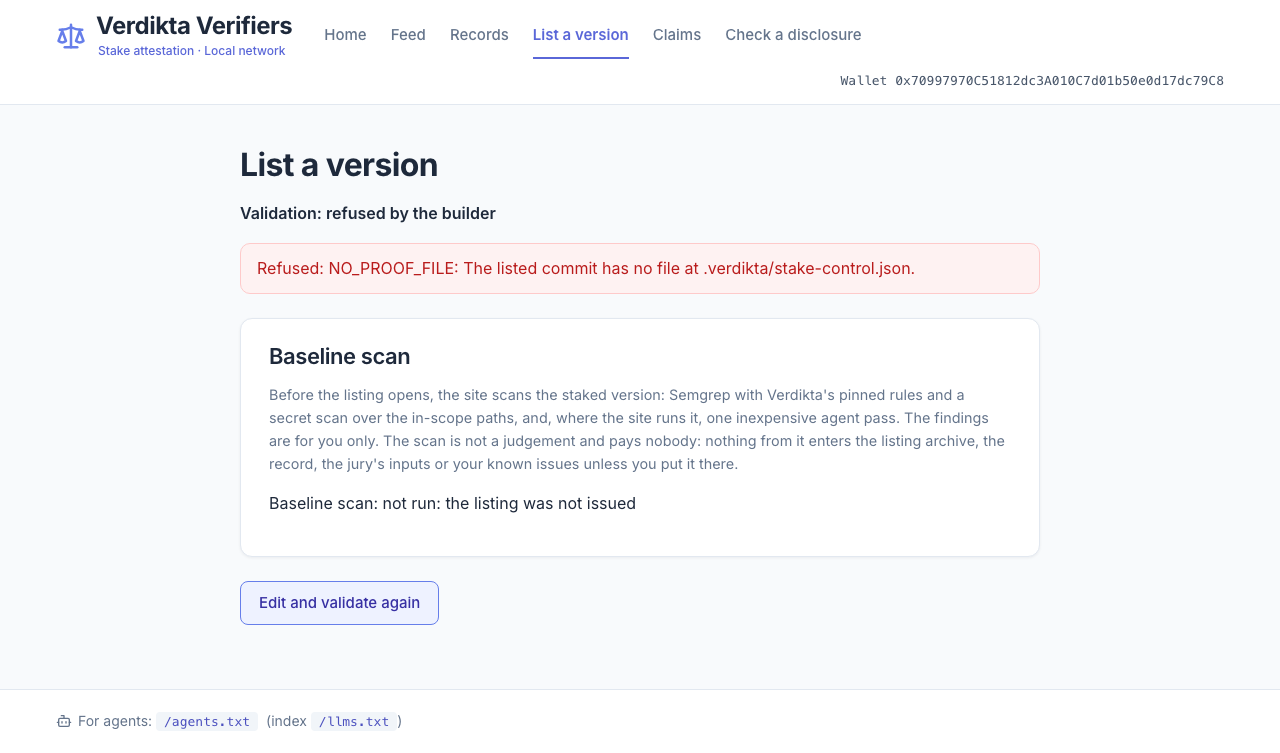 Verdikta Verifiers
Stake attestation · Local network
Home Feed Records List a version Claims Check a disclosure
Wallet 0x70997970C51812dc3A010C7d01b50e0d17dc79C8
List a version
Validation: refused by the builder
Refused: NO_PROOF_FILE: The listed commit has no file at .verdikta/stake-control.json.
Baseline scan
Before the listing opens, the site scans the staked version: Semgrep with Verdikta's pinned rules and a
secret scan over the in-scope paths, and, where the site runs it, one inexpensive agent pass. The findings
are for you only. The scan is not a judgement and pays nobody: nothing from it enters the listing archive, the
record, the jury's inputs or your known issues unless you put it there.
Baseline scan: not run: the listing was not issued
Edit and validate again
For agents: /agents.txt (index /llms.txt)